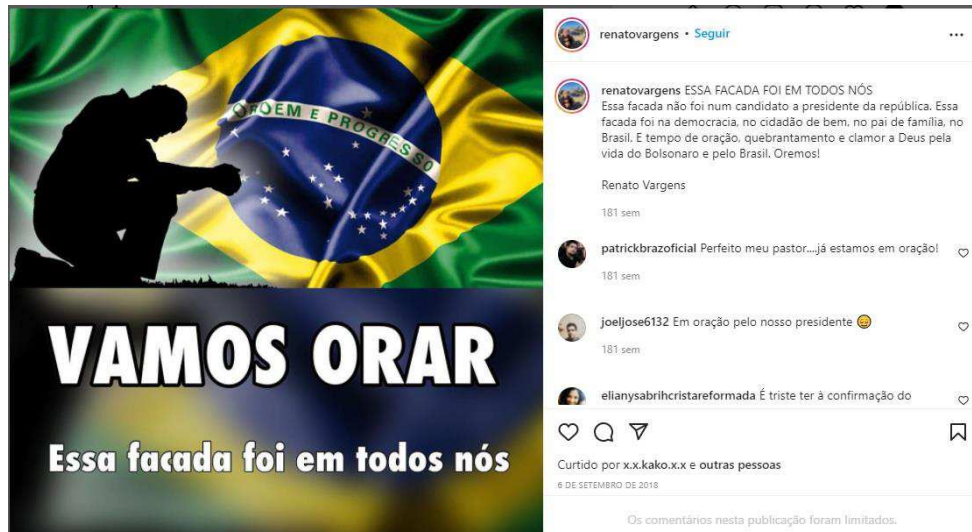 ORDEM E PROGRESSO
VAMOS ORAR
Essa facada foi em todos nós
renatovargens • Seguir
renatovargens ESSA FACADA FOI EM TODOS NÓS
Essa facada não foi num candidato a presidente da república. Essa
facada foi na democracia, no cidadão de bem, no pai de família, no
Brasil. E tempo de oração, quebrantamento e clamor a Deus pela
vida do Bolsonaro e pelo Brasil. Oremos!
Renato Vargens
181 sem
patrickbrazoficial Perfeito meu pastor....já estamos em oração!
181 sem
joeljose6132 Em oração pelo nosso presidente 😔
181 sem
elianysabrihcristareformada É triste ter à confirmação do
Curtido por x.x.kako.x.x e outras pessoas
6 DE SETEMBRO DE 2018
Os comentários nesta publicação foram limitados.